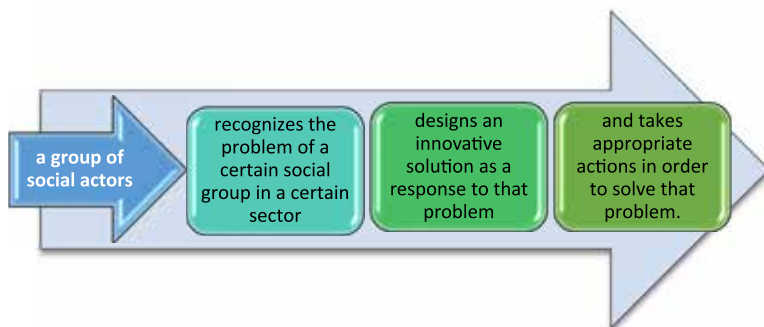 a group of
social actors
recognizes the
problem of a
certain social
group in a certain
sector
designs an
innovative
solution as a
response to that
problem
and takes
appropriate
actions in order
to solve that
problem.